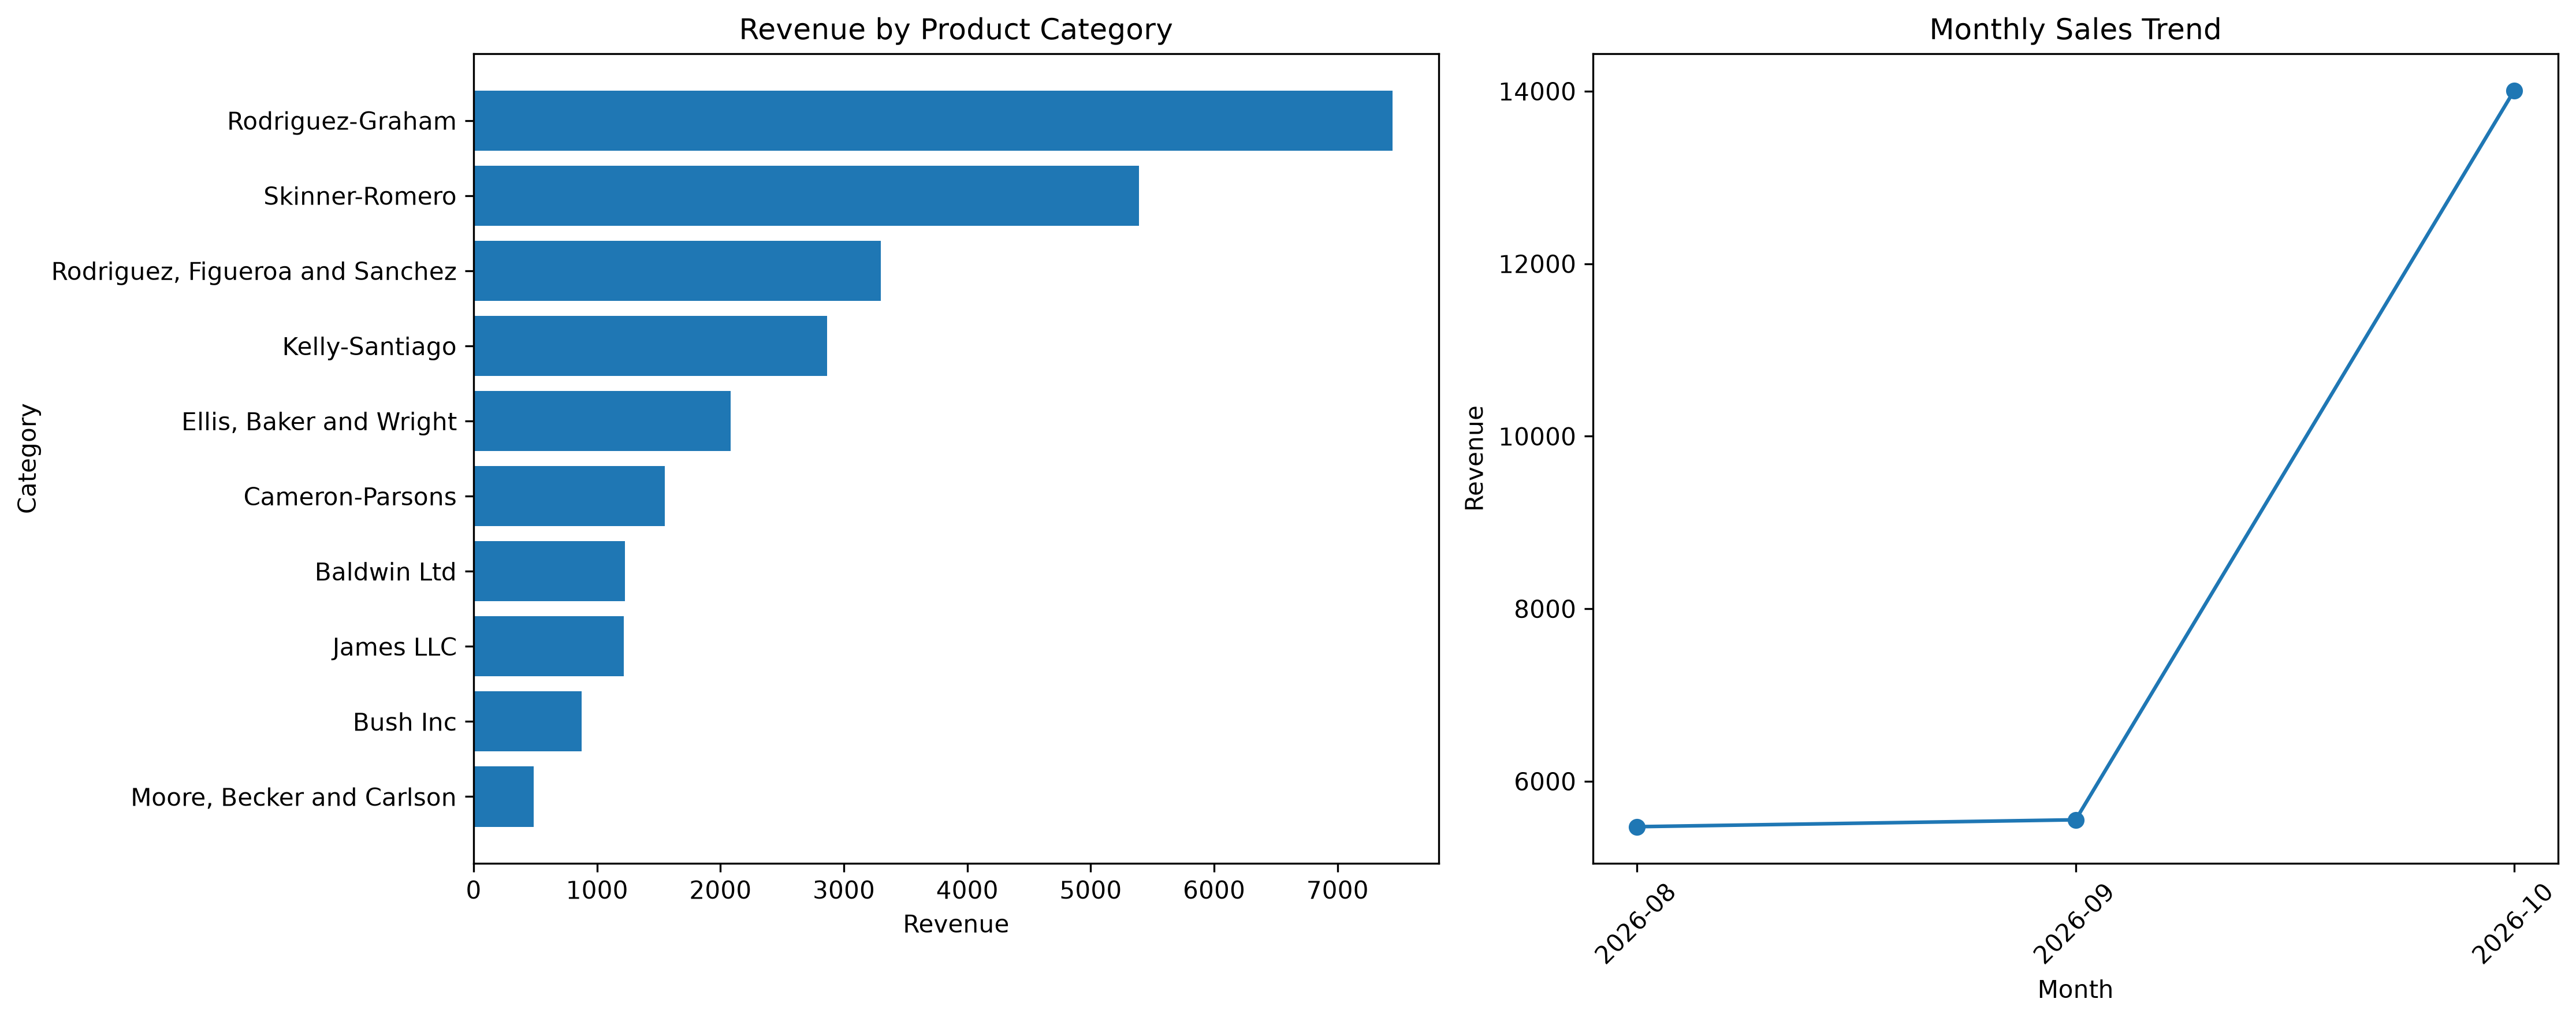 Revenue by Product Category
Category
Rodriguez-Graham
Skinner-Romero
Rodriguez, Figueroa and Sanchez
Kelly-Santiago
Ellis, Baker and Wright
Cameron-Parsons
Baldwin Ltd
James LLC
Bush Inc
Moore, Becker and Carlson
0 1000 2000 3000 4000 5000 6000 7000
Revenue
Monthly Sales Trend
Revenue
14000
12000
10000
8000
6000
2026-08 2026-09 2026-10
Month